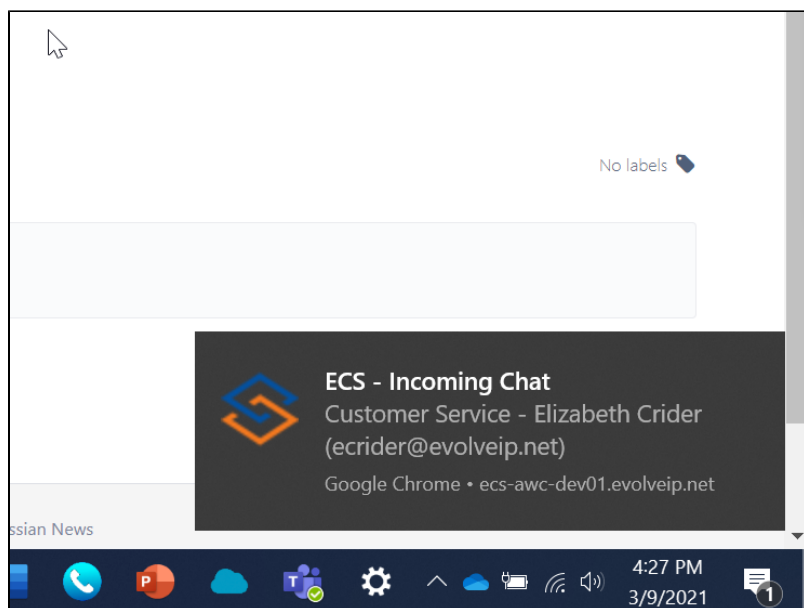 No labels
ECS - Incoming Chat
Customer Service - Elizabeth Crider
(ecrider@evolveip.net)
Google Chrome • ecs-awc-dev01.evolveip.net
ssian News
P
T
4:27 PM
3/9/2021
1